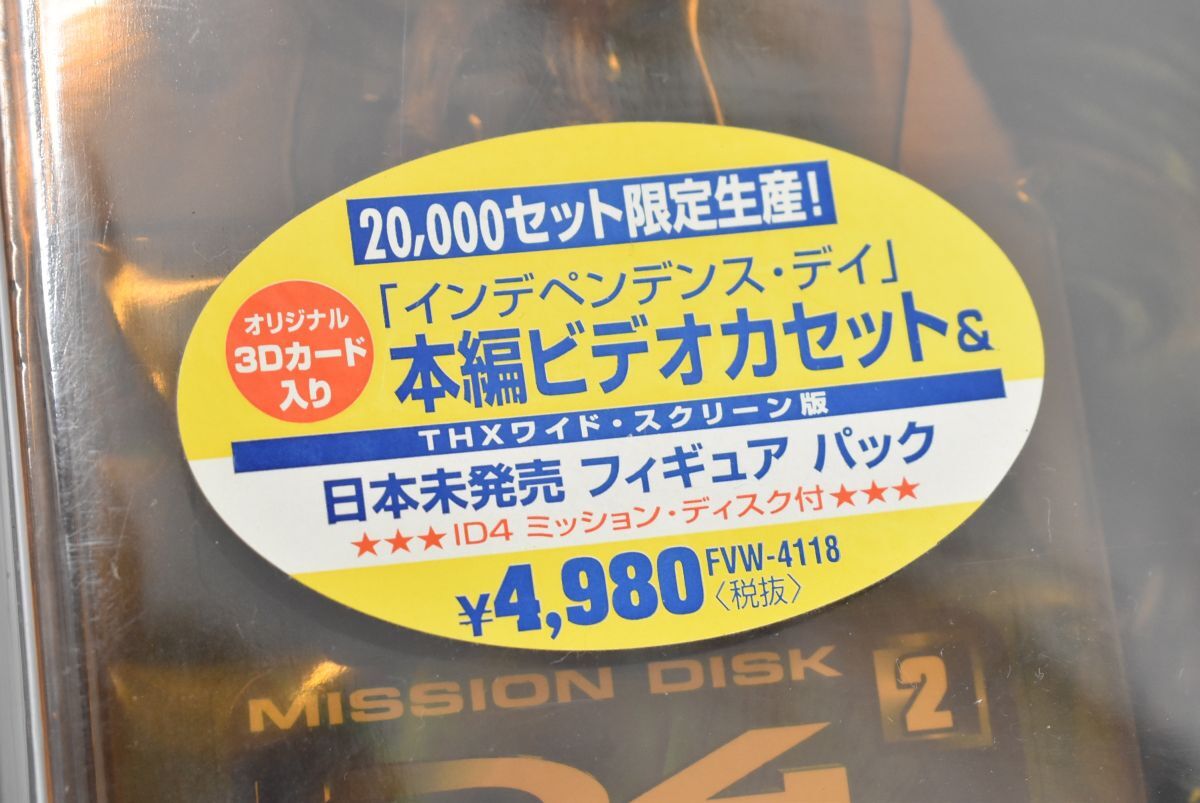 20,000セット限定生産!
「インデペンデンス・デイ」
オリジナル
3Dカード
入り
本編ビデオカセット&
THXワイド・スクリーン版
日本未発売 フィギュア パック
★★★ID4 ミッション・ディスク付★★★
¥4,980 FVW-4118
〈税抜〉
MISSION DISK 2
ID4